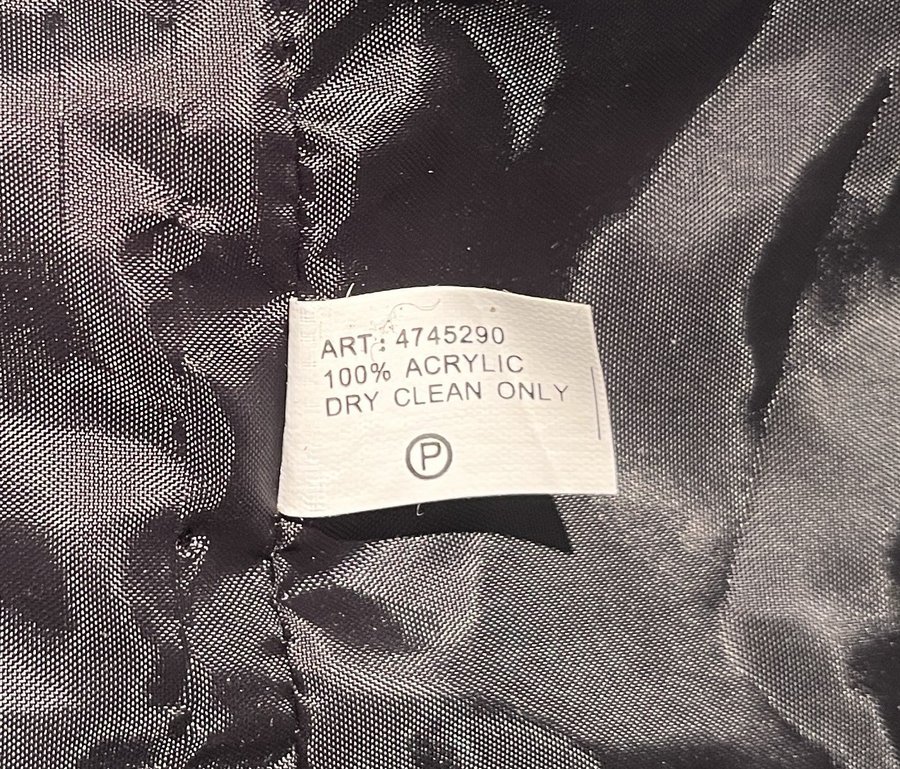 ART: 4745290
100% ACRYLIC
DRY CLEAN ONLY
P